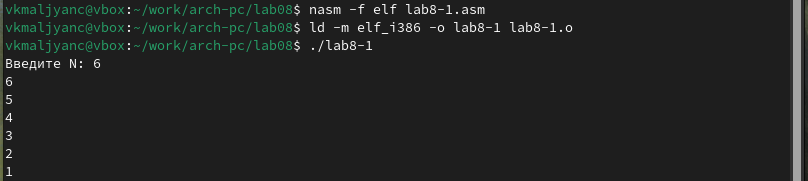 vkmaljyanc@vbox:~/work/arch-pc/lab08$ nasm -f elf lab8-1.asm
vkmaljyanc@vbox:~/work/arch-pc/lab08$ ld -m elf_i386 -o lab8-1 lab8-1.o
vkmaljyanc@vbox:~/work/arch-pc/lab08$ ./lab8-1
Введите N: 6
6
5
4
3
2
1